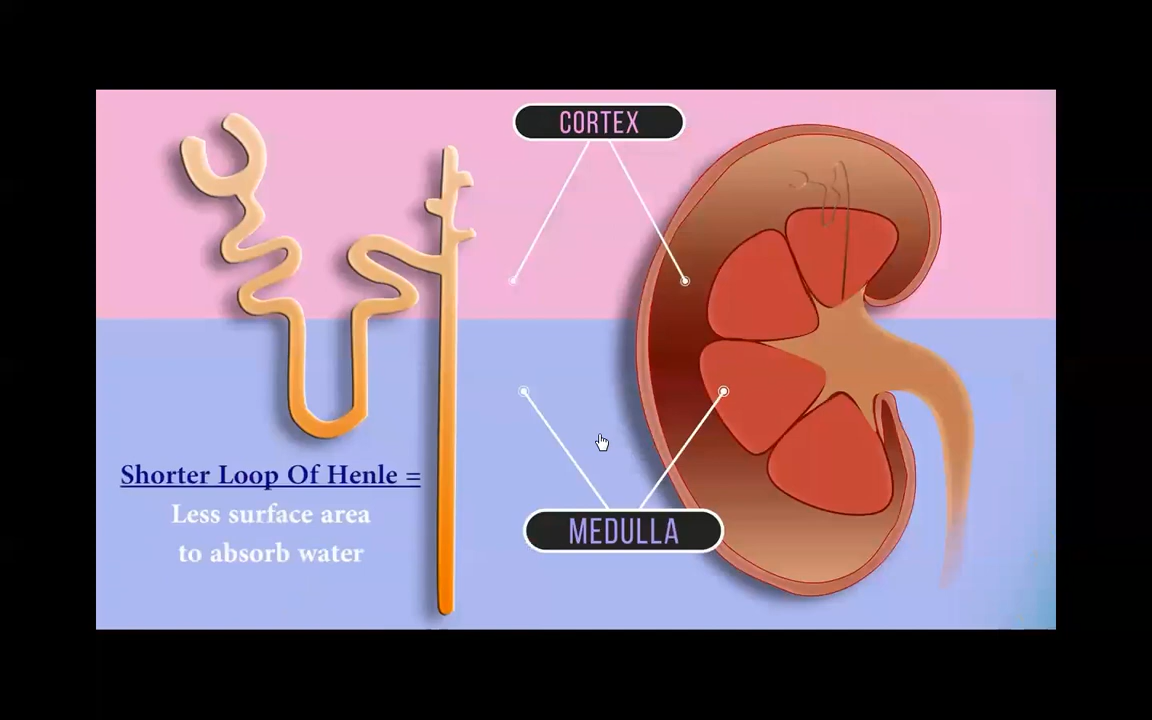 CORTEX
Shorter Loop Of Henle =
Less surface area
to absorb water
MEDULLA